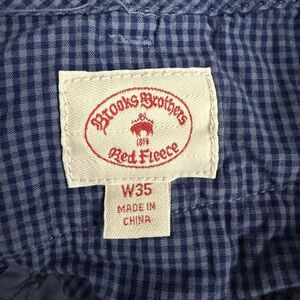 Brooks Brothers
1818
Red Fleece
W35
MADE IN
CHINA